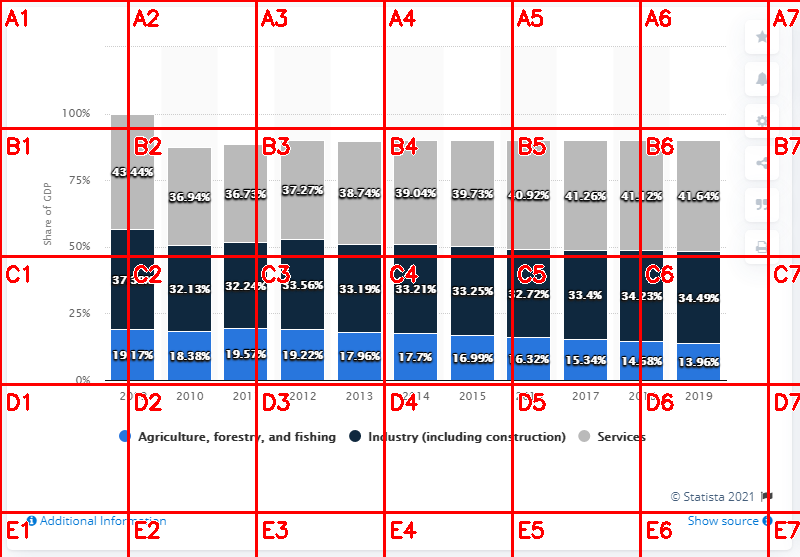 A1 A2 A3 A4 A5 A6 A7
100%
B1 B2 B3 B4 B5 B6 B7
43.44% 36.94% 36.73% 37.27% 38.74% 39.04% 39.73% 40.92% 41.26% 41.12% 41.64%
75%
Share of GDP
50%
C1 C2 C3 C4 C5 C6 C7
32.13% 32.24% 33.56% 33.19% 33.21% 33.25% 32.72% 33.4% 34.23% 34.49%
25%
19.17% 18.38% 19.57% 19.22% 17.96% 17.7% 16.99% 16.32% 15.34% 14.68% 13.96%
0%
2010 2012 2013 2014 2015 2017 2018 2019
D1 D2 D3 D4 D5 D6 D7
Agriculture, forestry, and fishing Industry (including construction) Services
© Statista 2021
Additional Information Show source
E1 E2 E3 E4 E5 E6 E7